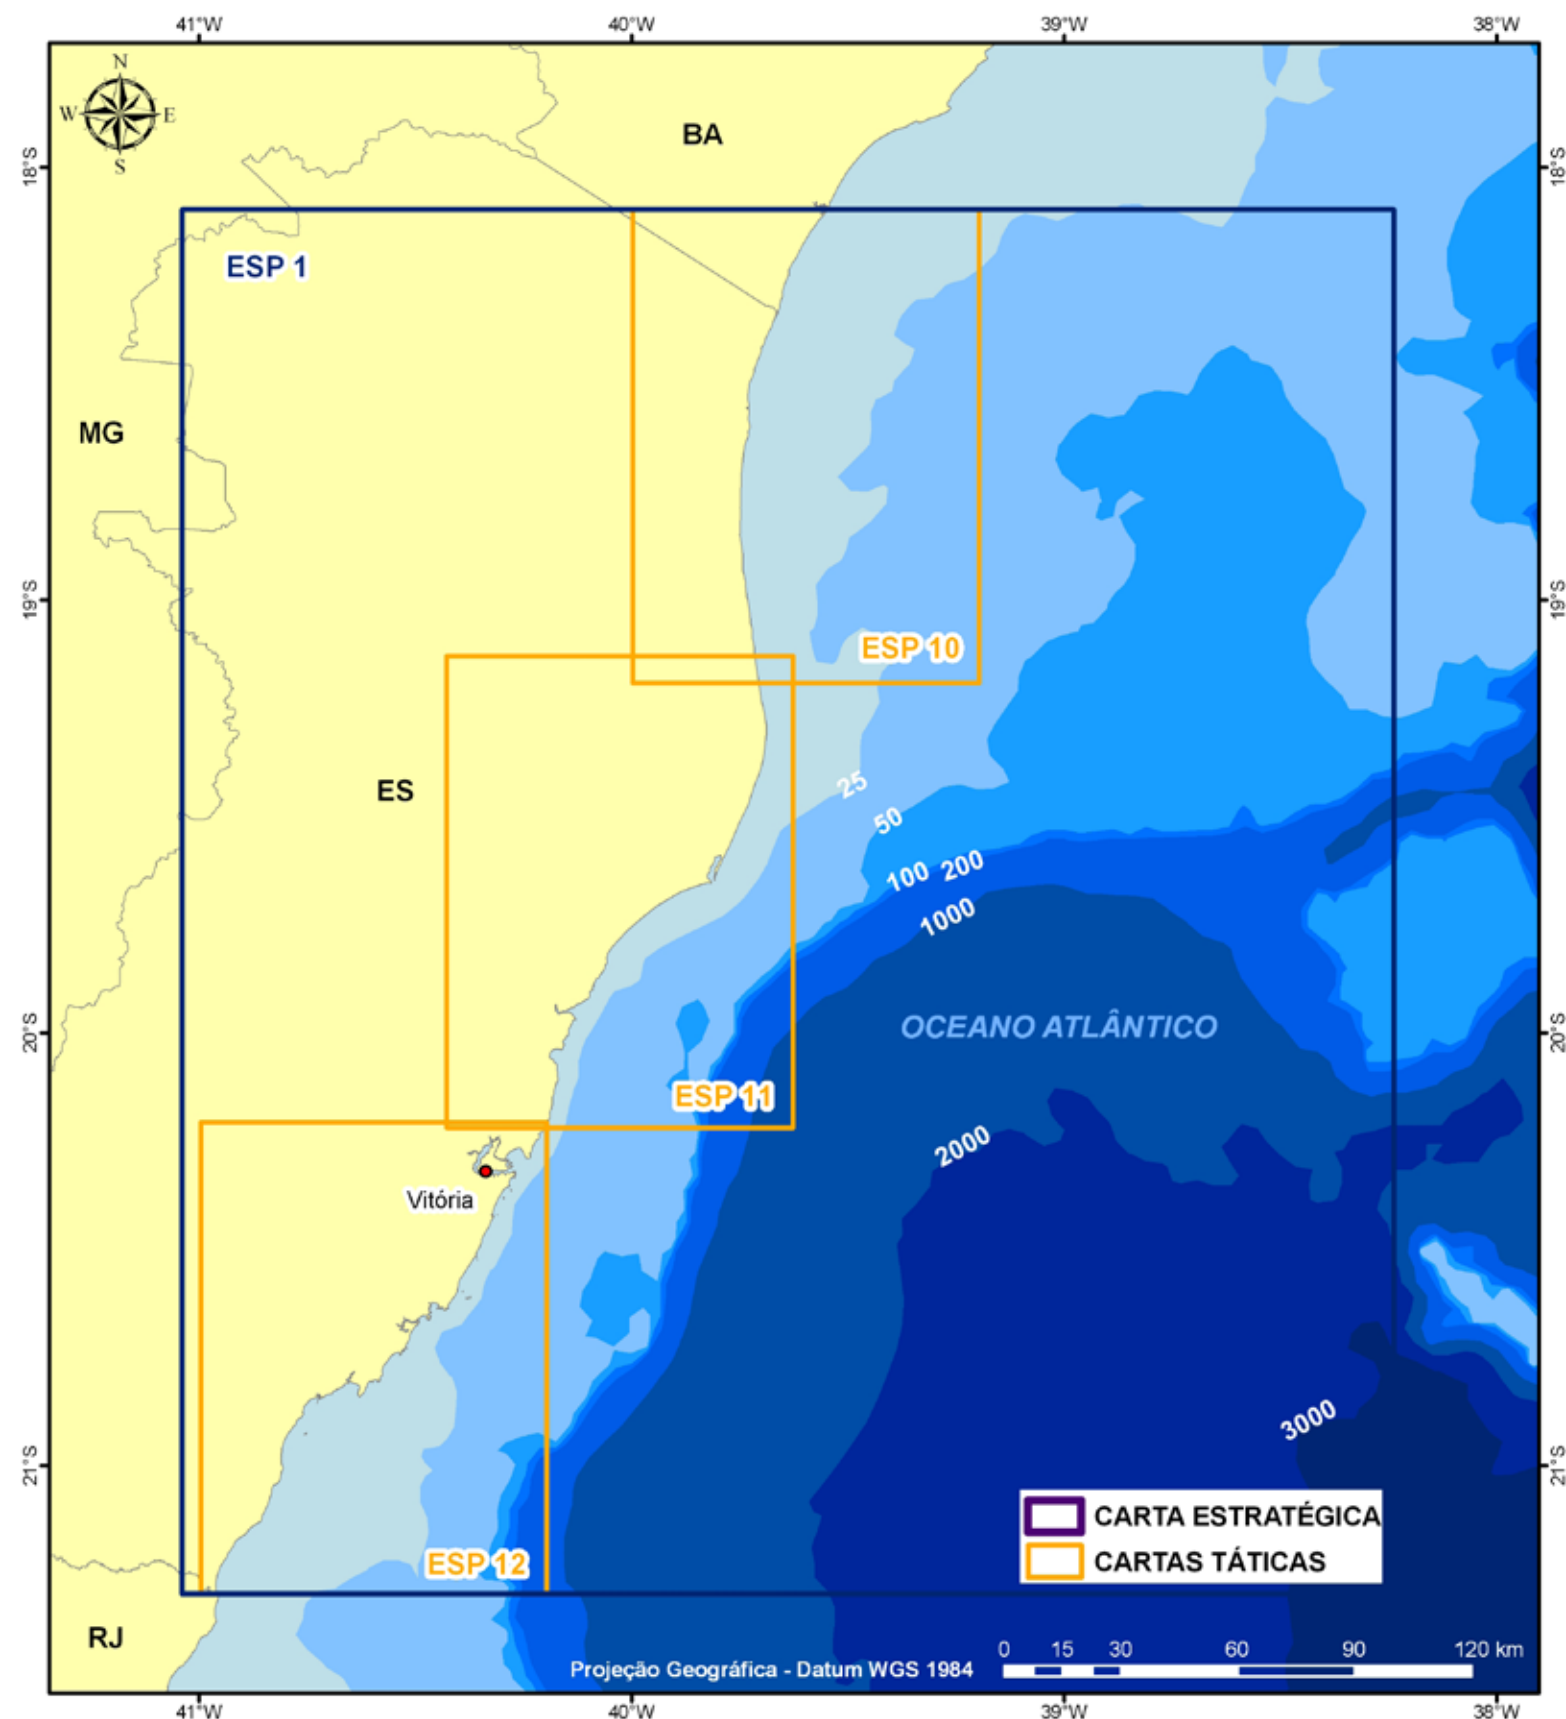 41°W 40°W 39°W 38°W
N
W E
S
BA
18°S 18°S
ESP 1
MG
19°S 19°S
ESP 10
ES
25
50
100 200
1000
OCEANO ATLÂNTICO
20°S 20°S
ESP 11
2000
Vitória
3000
21°S 21°S
CARTA ESTRATÉGICA
CARTAS TÁTICAS
ESP 12
RJ
0 15 30 60 90 120 km
Projeção Geográfica - Datum WGS 1984
41°W 40°W 39°W 38°W